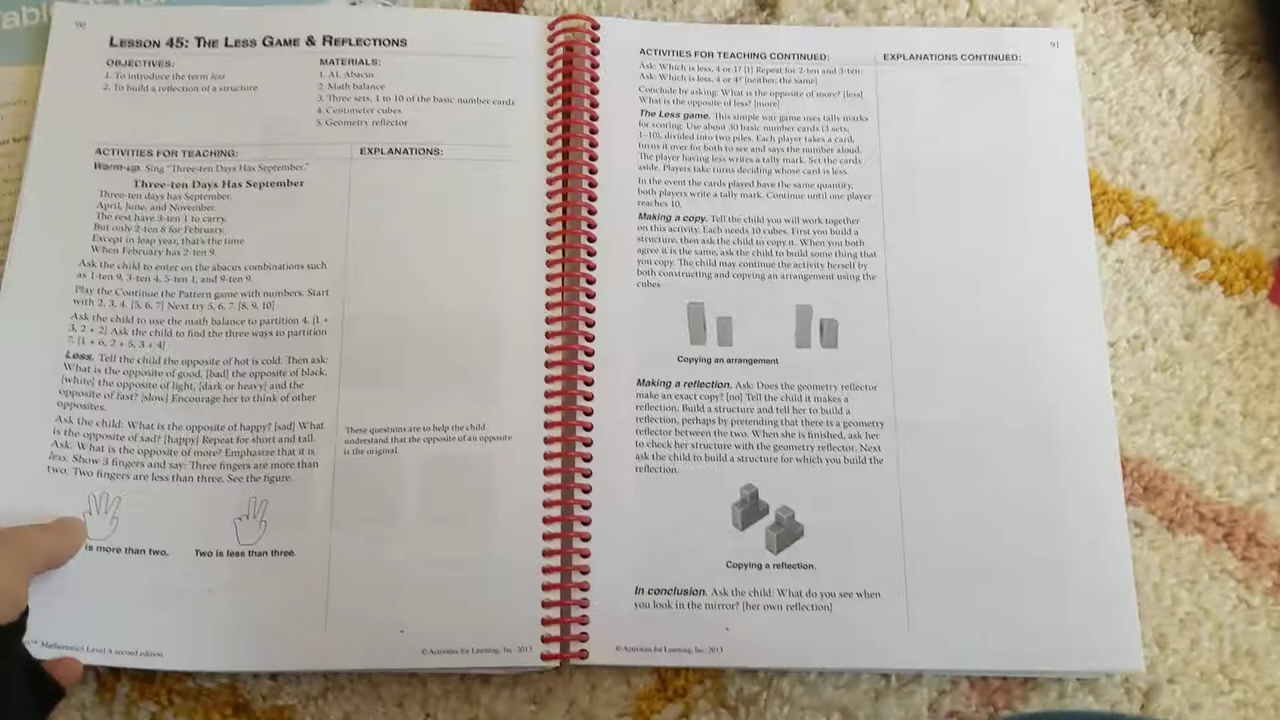 90
LESSON 45: THE LESS GAME & REFLECTIONS
OBJECTIVES:
1. To introduce the term less
2. To build a reflection of a structure
MATERIALS:
1. AL Abacus
2. Math balance
3. Three sets, 1 to 10 of the basic number cards
4. Centimeter cubes
5. Geometry reflector
ACTIVITIES FOR TEACHING:
Warm-up. Sing "Three-ten Days Has September."
Three-ten Days Has September
Three-ten days has September,
April, June, and November.
The rest have 3-ten 1 to carry,
But only 2-ten 8 for February,
Except in leap year, that's the time
When February has 2-ten 9.
Ask the child to enter on the abacus combinations such
as 1-ten 9, 3-ten 4, 5-ten 1, and 9-ten 9.
Play the Continue the Pattern game with numbers. Start
with 2, 3, 4. [5, 6, 7] Next try 5, 6, 7. [8, 9, 10]
Ask the child to use the math balance to partition 4. [1 +
3, 2 + 2] Ask the child to find the three ways to partition
7. [1 + 6, 2 + 5, 3 + 4]
Less. Tell the child the opposite of hot is cold. Then ask:
What is the opposite of good, [bad] the opposite of black,
[white] the opposite of light, [dark or heavy] and the
opposite of fast? [slow] Encourage her to think of other
opposites.
Ask the child: What is the opposite of happy? [sad] What
is the opposite of sad? [happy] Repeat for short and tall.
Ask: What is the opposite of more? Emphasize that it is
less. Show 3 fingers and say: Three fingers are more than
two. Two fingers are less than three. See the figure.
is more than two.
Two is less than three.
EXPLANATIONS:
These questions are to help the child
understand that the opposite of an opposite
is the original.
Mathematics Level A second edition
© Activities for Learning, Inc. 2013
91
ACTIVITIES FOR TEACHING CONTINUED:
Ask: Which is less, 4 or 1? [1] Repeat for 2-ten and 3-ten.
Ask: Which is less, 4 or 4? [neither, the same]
Conclude by asking: What is the opposite of more? [less]
What is the opposite of less? [more]
The Less game. This simple war game uses tally marks
for scoring. Use about 30 basic number cards (3 sets,
1–10), divided into two piles. Each player takes a card,
turns it over for both to see and says the number aloud.
The player having less writes a tally mark. Set the cards
aside. Players take turns deciding whose card is less.
In the event the cards played have the same quantity,
both players write a tally mark. Continue until one player
reaches 10.
Making a copy. Tell the child you will work together
on this activity. Each needs 10 cubes. First you build a
structure, then ask the child to copy it. When you both
agree it is the same, ask the child to build some thing that
you copy. The child may continue the activity herself by
both constructing and copying an arrangement using the
cubes
Copying an arrangement
Making a reflection. Ask: Does the geometry reflector
make an exact copy? [no] Tell the child it makes a
reflection. Build a structure and tell her to build a
reflection, perhaps by pretending that there is a geometry
reflector between the two. When she is finished, ask her
to check her structure with the geometry reflector. Next
ask the child to build a structure for which you build the
reflection.
Copying a reflection.
In conclusion. Ask the child: What do you see when
you look in the mirror? [her own reflection]
EXPLANATIONS CONTINUED:
© Activities for Learning, Inc. 2013